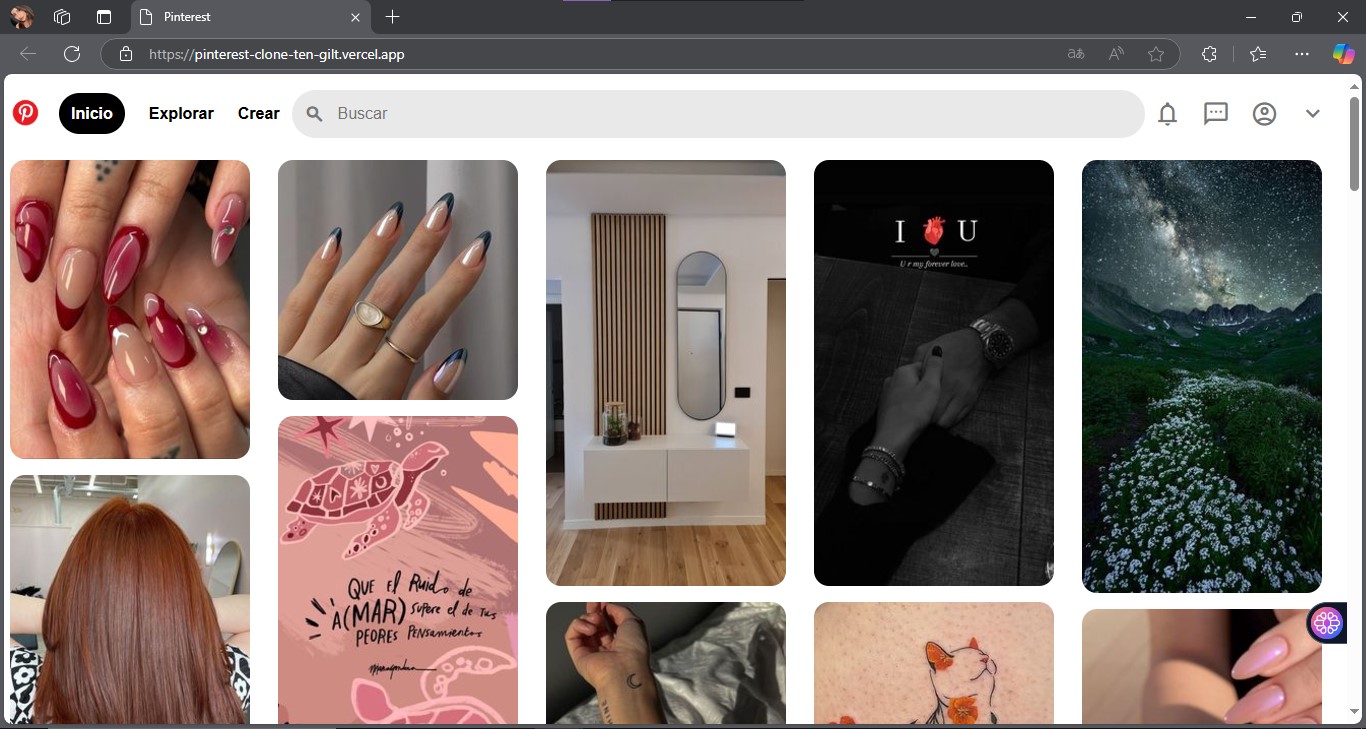 Pinterest
https://pinterest-clone-ten-gilt.vercel.app
Inicio
Explorar
Crear
Buscar
I U
U r my forever love..
QUE El Ruido de
A(MAR) supere el de Tus
PEORES PENSamientos